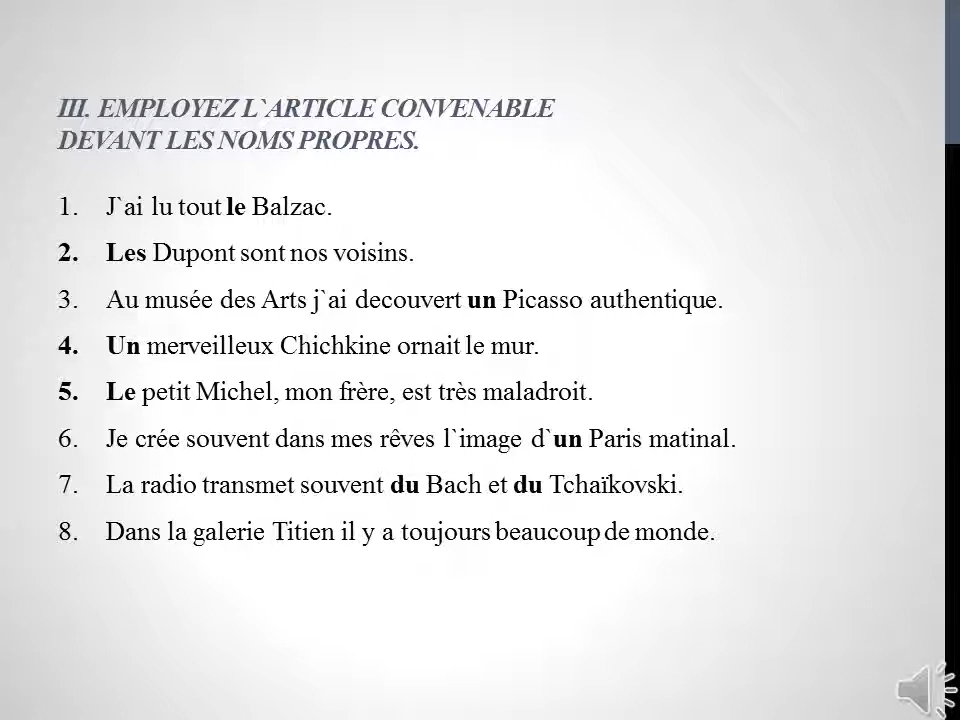 III. EMPLOYEZ L`ARTICLE CONVENABLE
DEVANT LES NOMS PROPRES.
1. J`ai lu tout le Balzac.
2. Les Dupont sont nos voisins.
3. Au musée des Arts j`ai decouvert un Picasso authentique.
4. Un merveilleux Chichkine ornait le mur.
5. Le petit Michel, mon frère, est très maladroit.
6. Je crée souvent dans mes rêves l`image d`un Paris matinal.
7. La radio transmet souvent du Bach et du Tchaïkovski.
8. Dans la galerie Titien il y a toujours beaucoup de monde.